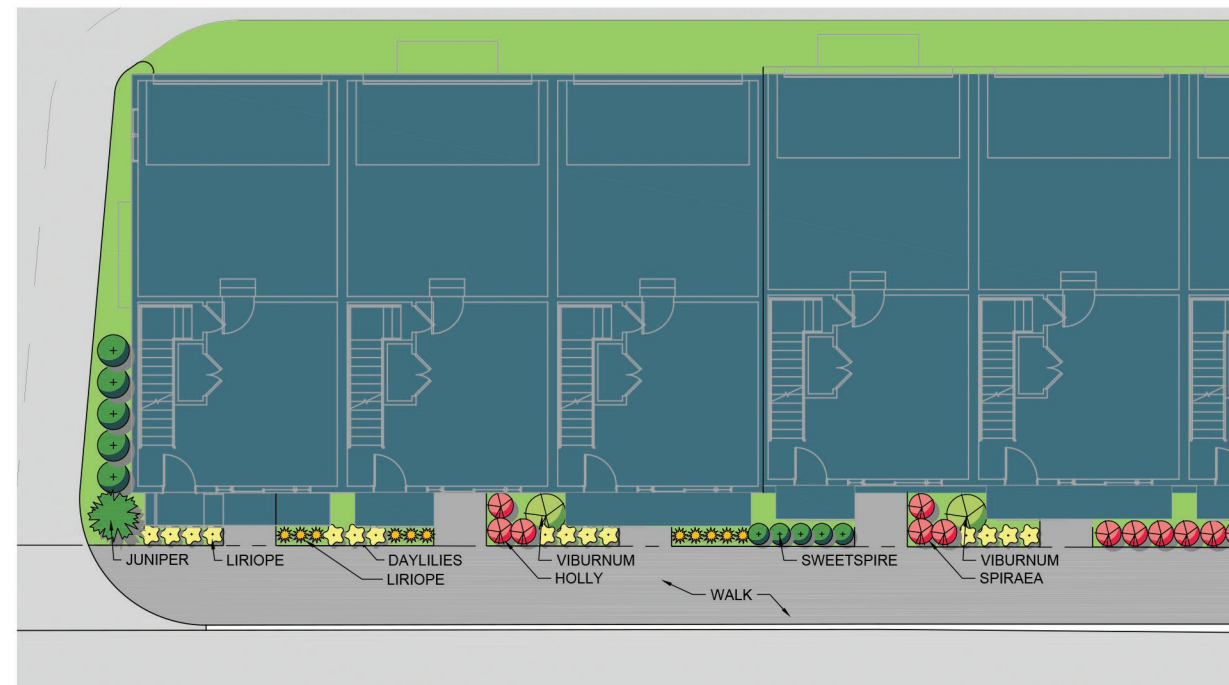 JUNIPER
LIRIOPE
DAYLILIES
LIRIOPE
VIBURNUM
HOLLY
WALK
SWEETSPIRE
VIBURNUM
SPIRAEA